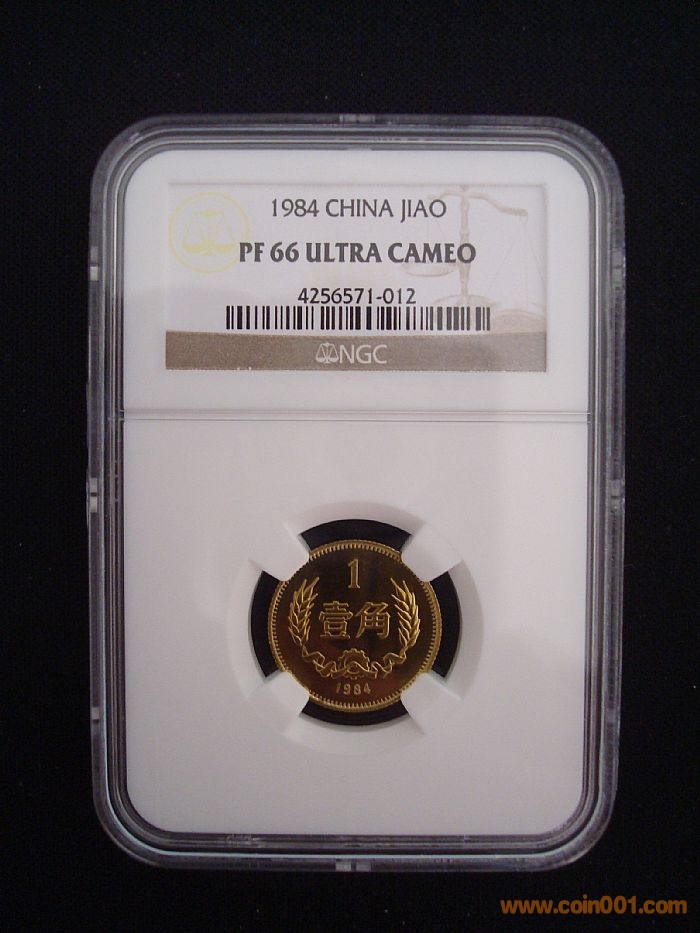 1984 CHINA JIAO
PF 66 ULTRA CAMEO
4256571-012
NGC
1
壹角
1984
www.coin001.com